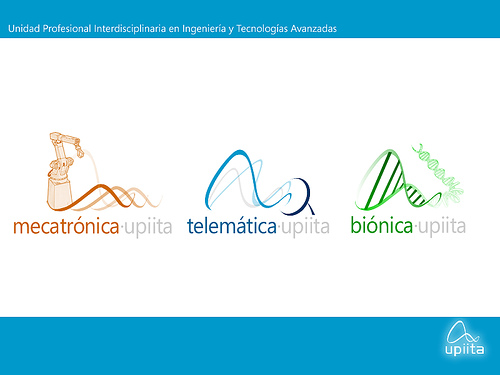 Unidad Profesional Interdisciplinaria en Ingeniería y Tecnologías Avanzadas
mecatrónica·upiita telemática·upiita biónica·upiita
upiita